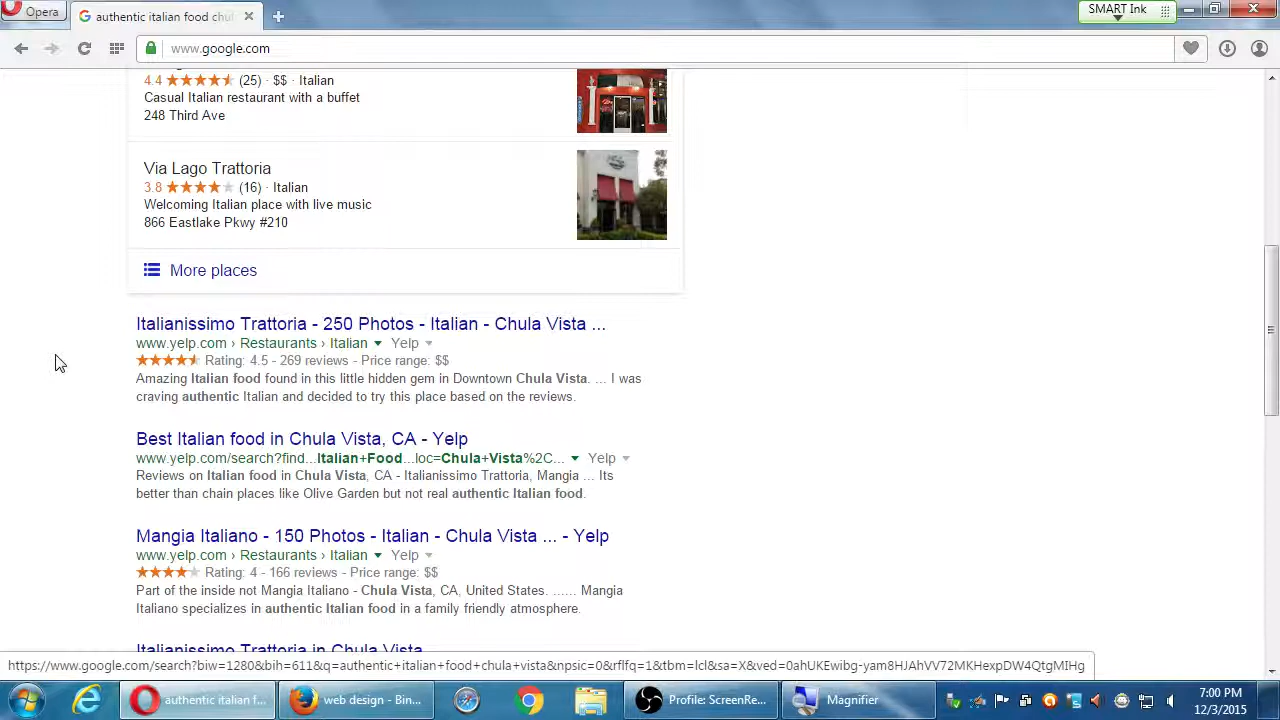 Opera
authentic italian food chul
SMART Ink
www.google.com
4.4 (25) · $$ · Italian
Casual Italian restaurant with a buffet
248 Third Ave
Via Lago Trattoria
3.8 (16) · Italian
Welcoming Italian place with live music
866 Eastlake Pkwy #210
More places
Italianissimo Trattoria - 250 Photos - Italian - Chula Vista ...
www.yelp.com › Restaurants › Italian Yelp
Rating: 4.5 - 269 reviews - Price range: $$
Amazing Italian food found in this little hidden gem in Downtown Chula Vista. ... I was
craving authentic Italian and decided to try this place based on the reviews.
Best Italian food in Chula Vista, CA - Yelp
www.yelp.com/search?find...Italian+Food...loc=Chula+Vista%2C... Yelp
Reviews on Italian food in Chula Vista, CA - Italianissimo Trattoria, Mangia ... Its
better than chain places like Olive Garden but not real authentic Italian food.
Mangia Italiano - 150 Photos - Italian - Chula Vista ... - Yelp
www.yelp.com › Restaurants › Italian Yelp
Rating: 4 - 166 reviews - Price range: $$
Part of the inside not Mangia Italiano - Chula Vista, CA, United States. ...... Mangia
Italiano specializes in authentic Italian food in a family friendly atmosphere.
Italianissimo Trattoria in Chula Vista
https://www.google.com/search?biw=1280&bih=611&q=authentic+italian+food+chula+vista&npsic=0&rflfq=1&tbm=lcl&sa=X&ved=0ahUKEwibg-yam8HJAhVV72MKHexpDW4QtgMIHg
authentic italian f...
web design - Bin...
Profile: ScreenRe...
Magnifier
7:00 PM
12/3/2015